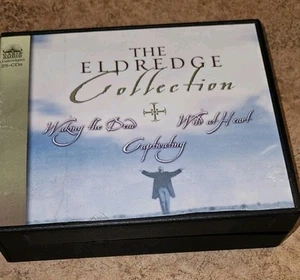 THE
ELDREDGE
Collection
Waking the Dead Wild at Heart
Captivating